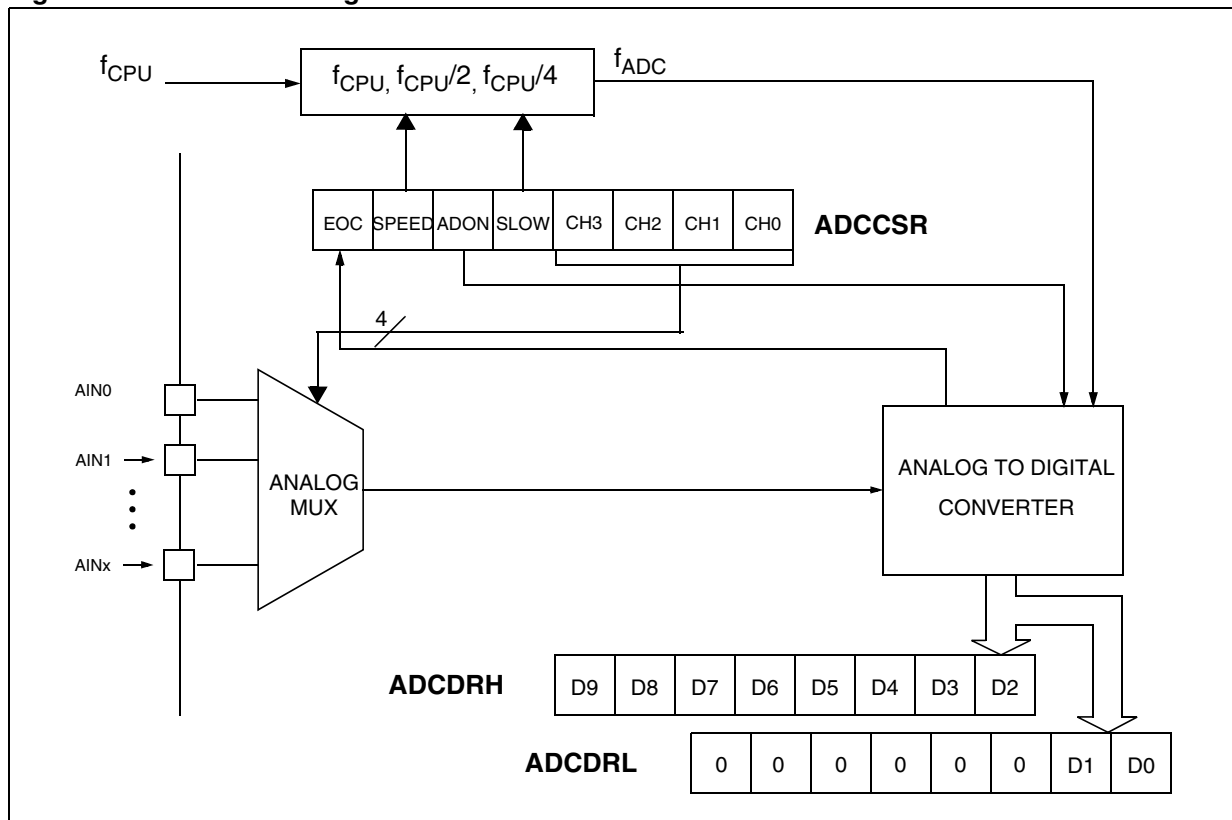 fCPU
fCPU, fCPU/2, fCPU/4
fADC
EOC SPEED ADON SLOW CH3 CH2 CH1 CH0
ADCCSR
4
AIN0
AIN1
AINx
ANALOG
MUX
ANALOG TO DIGITAL
CONVERTER
ADCDRH
D9 D8 D7 D6 D5 D4 D3 D2
ADCDRL
0 0 0 0 0 0 D1 D0